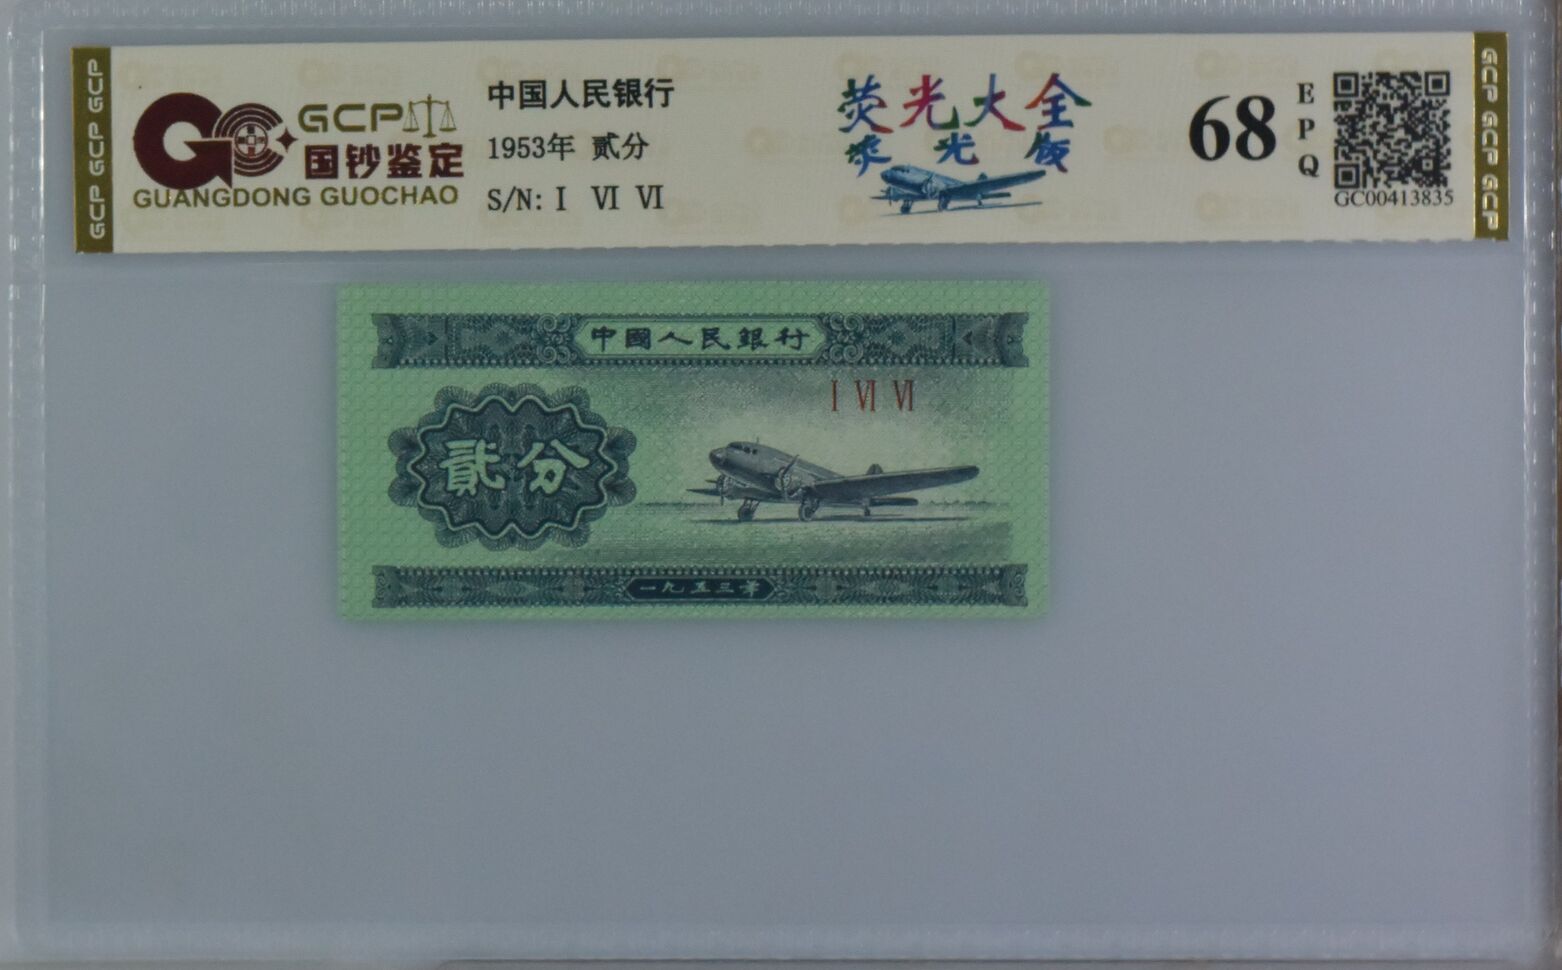 GCP GCP GCP
GCP
国钞鉴定
GUANGDONG GUOCHAO
中国人民银行
1953年 贰分
S/N: I VI VI
荧光大全
荧光版
68
EPQ
GC00413835
GCP GCP GCP
中國人民銀行
I VI VI
貳分
一九五三年